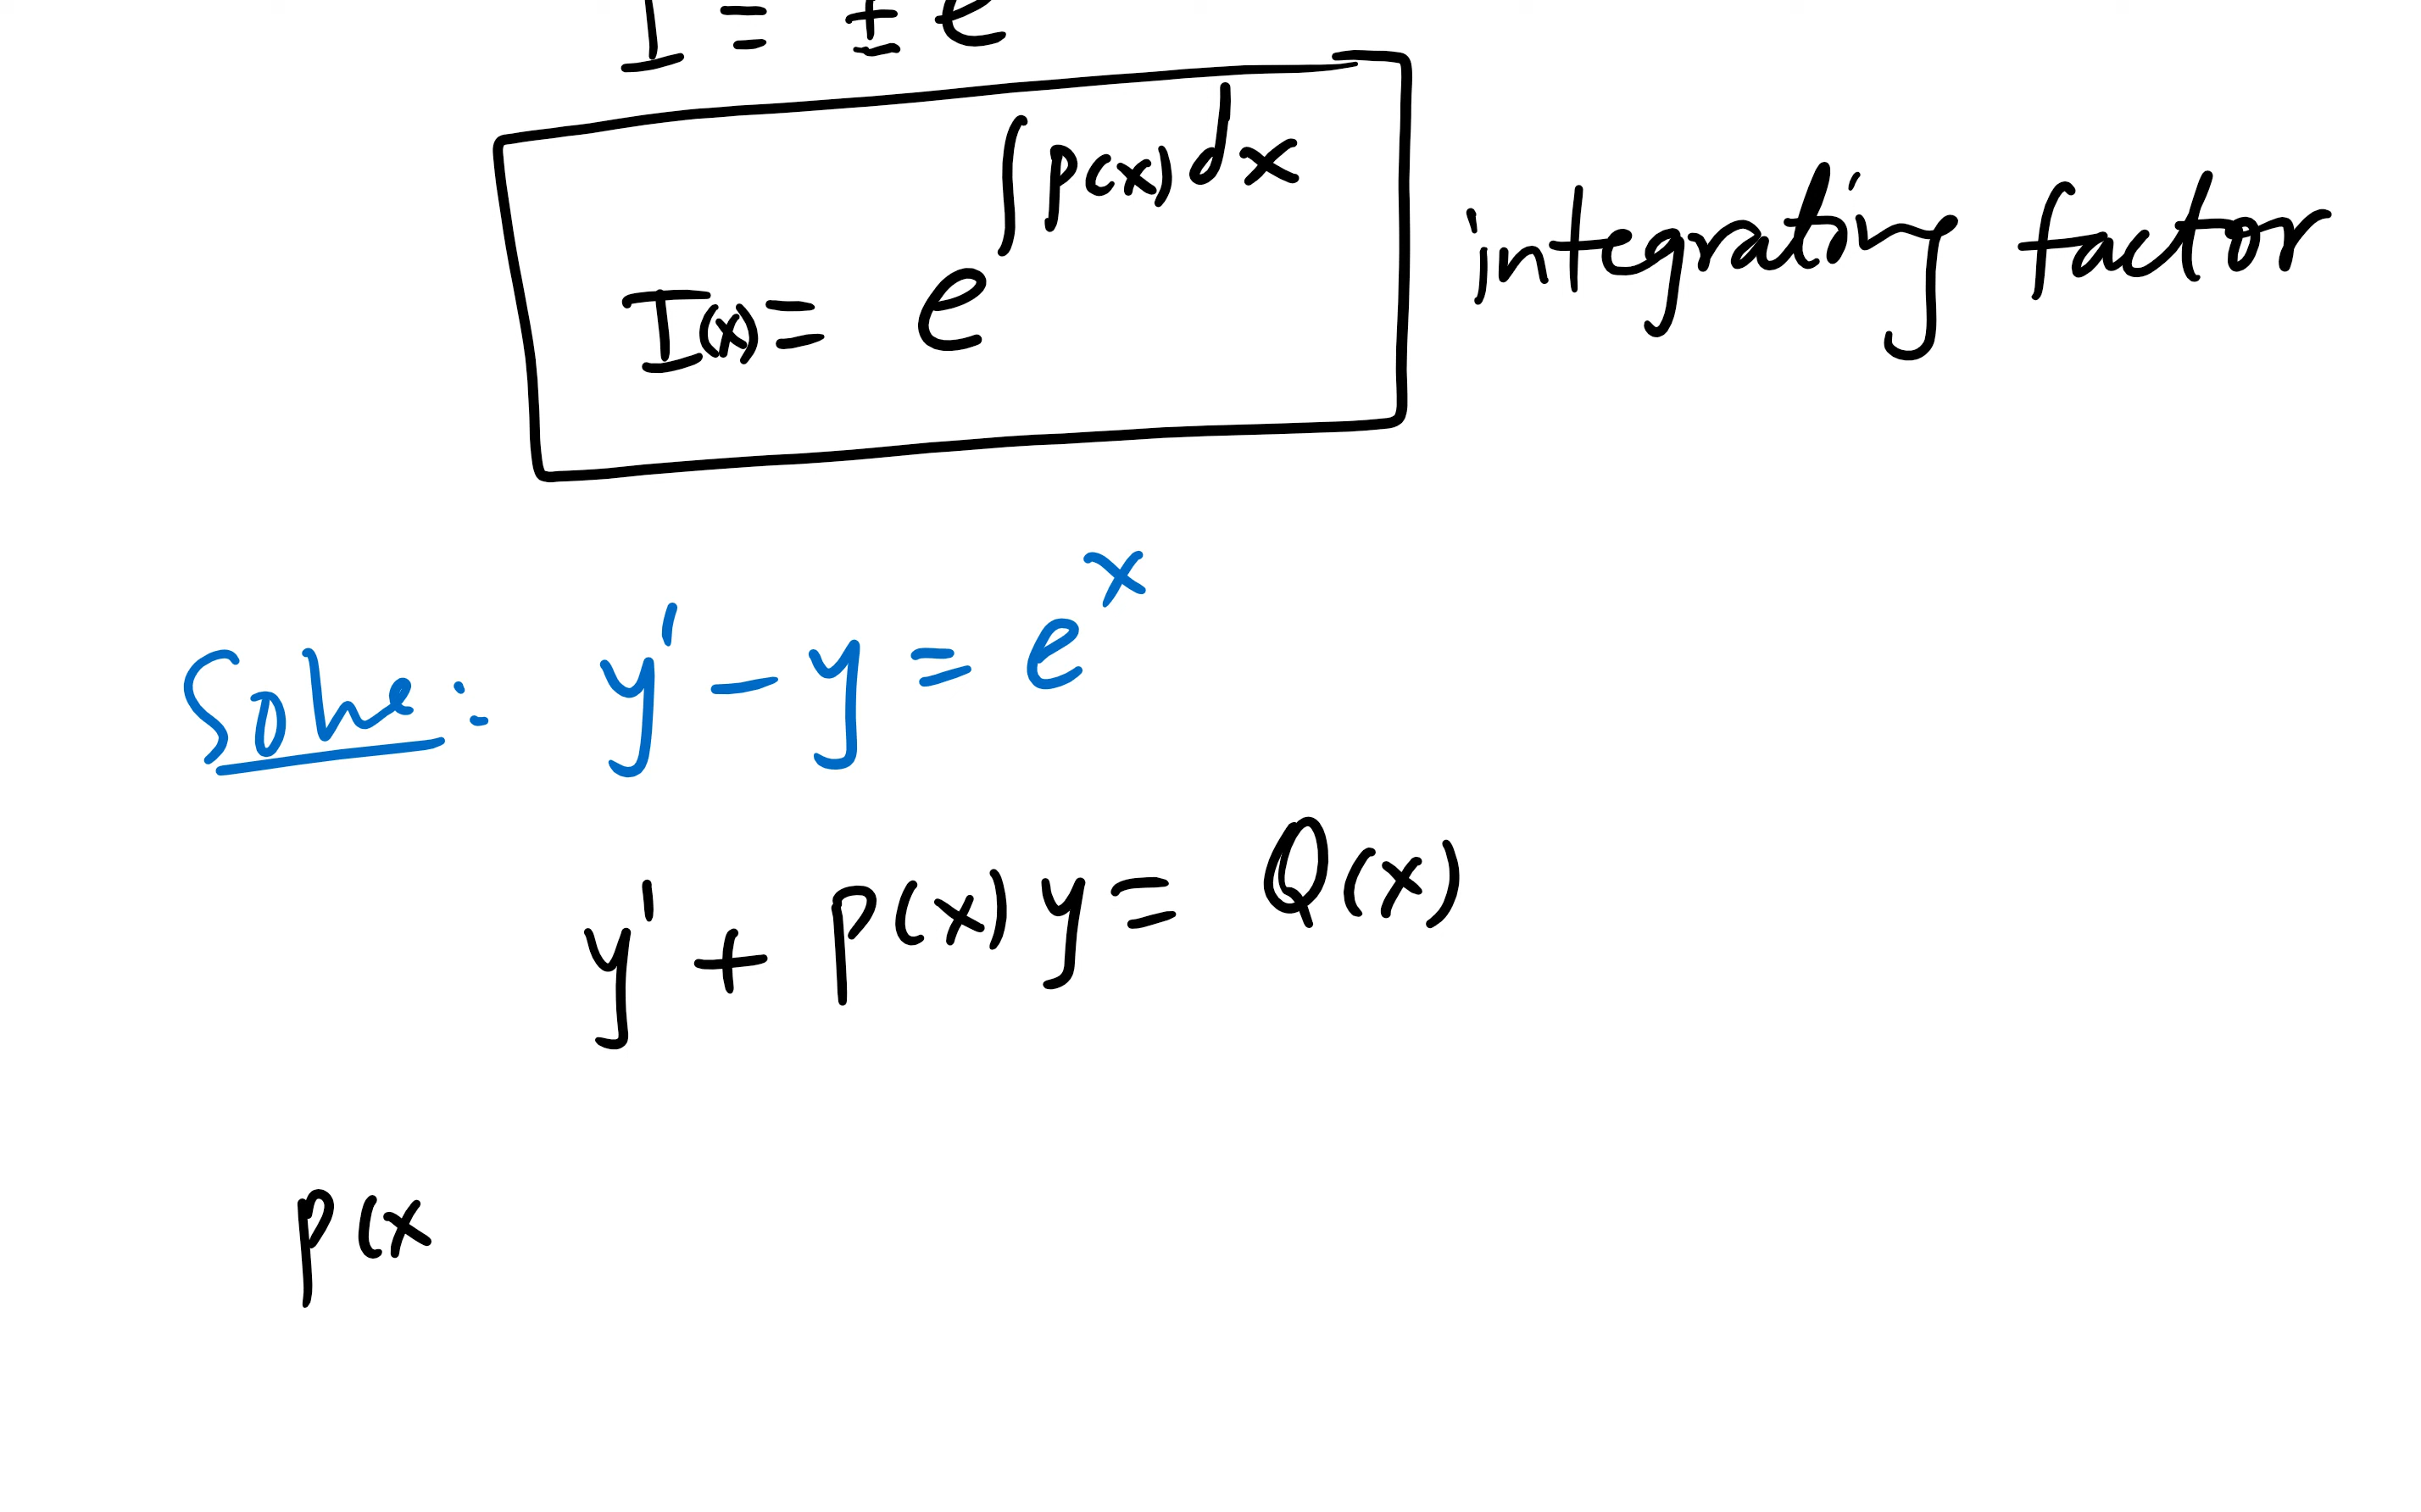 I = ± e
I(x) = e^{∫p(x)dx} integrating factor
Solve: y' - y = e^x
y' + p(x) y = Q(x)
p(x